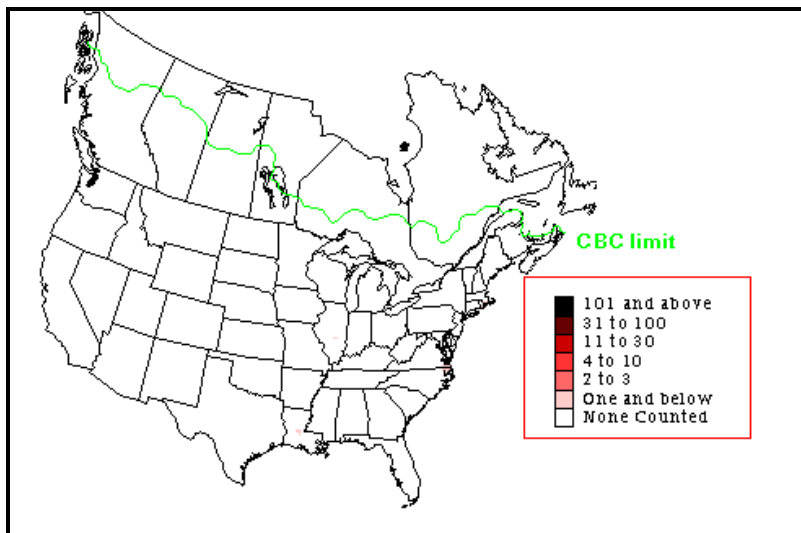 CBC limit
101 and above
31 to 100
11 to 30
4 to 10
2 to 3
One and below
None Counted